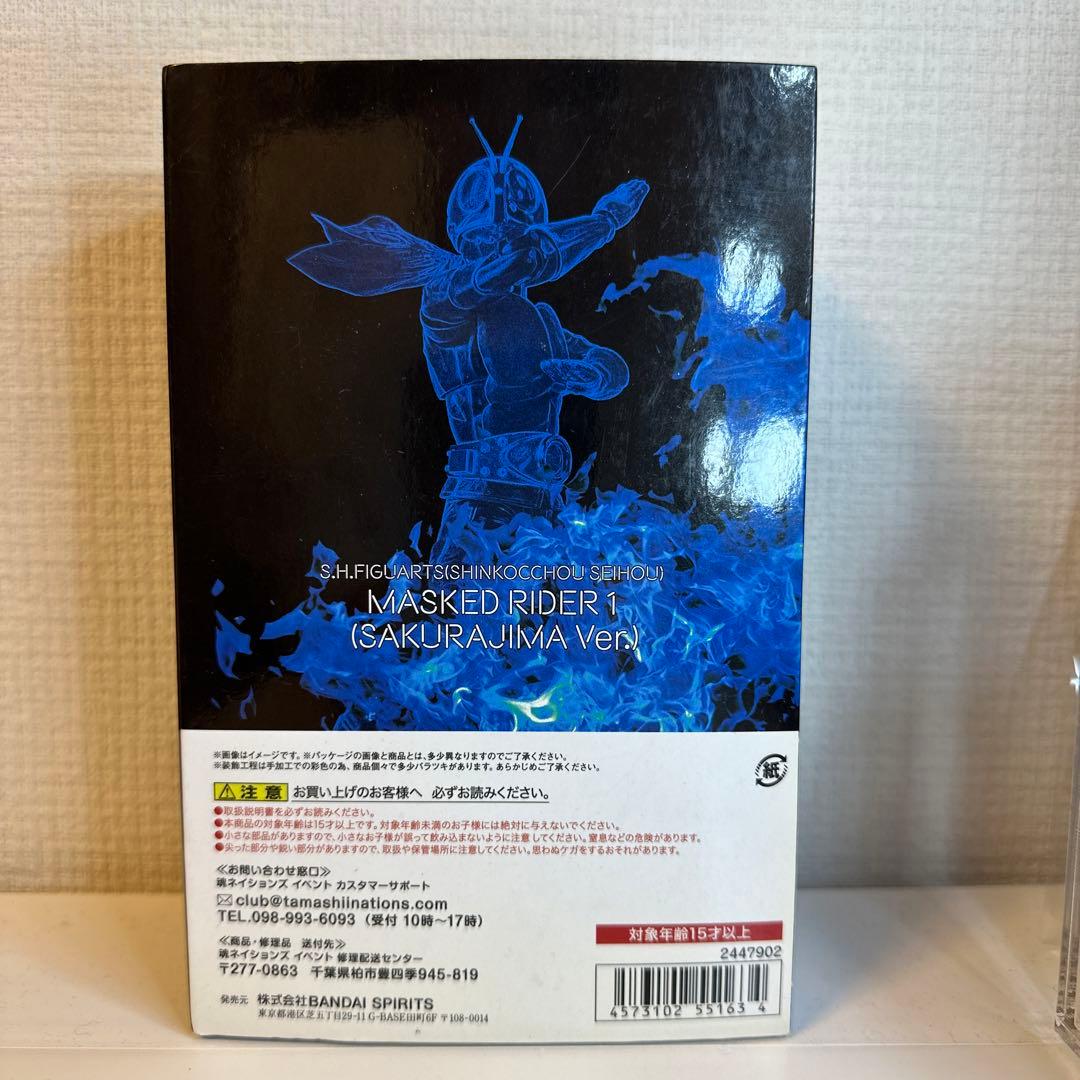 S.H.FIGUARTS(SHINKOCCHOU SEIHOU)
MASKED RIDER 1
(SAKURAJIMA Ver.)
※画像はイメージです。※パッケージの画像と商品とは、多少異なりますのでご了承ください。
※装飾工程は手加工での彩色の為、商品個々で多少バラツキがあります。あらかじめご了承ください。
紙
注意 お買い上げのお客様へ 必ずお読みください。
●取扱説明書を必ずお読みください。
●本商品の対象年齢は15才以上です。対象年齢未満のお子様には絶対に与えないでください。
●小さな部品がありますので、小さなお子様が誤って飲み込まないように注意してください。窒息などの危険があります。
●尖った部分や鋭い部分がありますので、取扱や保管場所に注意してください。思わぬケガをするおそれがあります。
≪お問い合わせ窓口≫
魂ネイションズ イベント カスタマーサポート
club@tamashiinations.com
TEL.098-993-6093 (受付 10時～17時)
≪商品・修理品 送付先≫
魂ネイションズ イベント 修理配送センター
〒277-0863 千葉県柏市豊四季945-819
発売元 株式会社BANDAI SPIRITS
東京都港区芝五丁目29-11 G-BASE田町6F 〒108-0014
対象年齢15才以上
2447902
4573102 55163 4